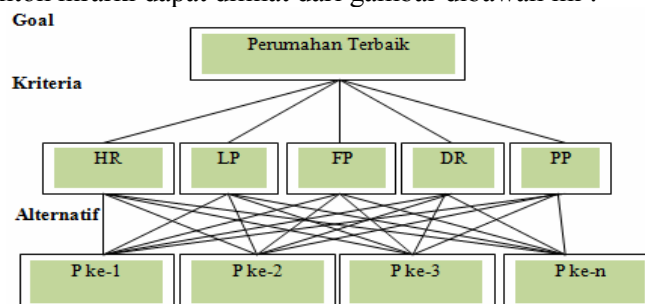 Goal
Perumahan Terbaik
Kriteria
HR LP FP DR PP
Alternatif
P ke-1 P ke-2 P ke-3 P ke-n